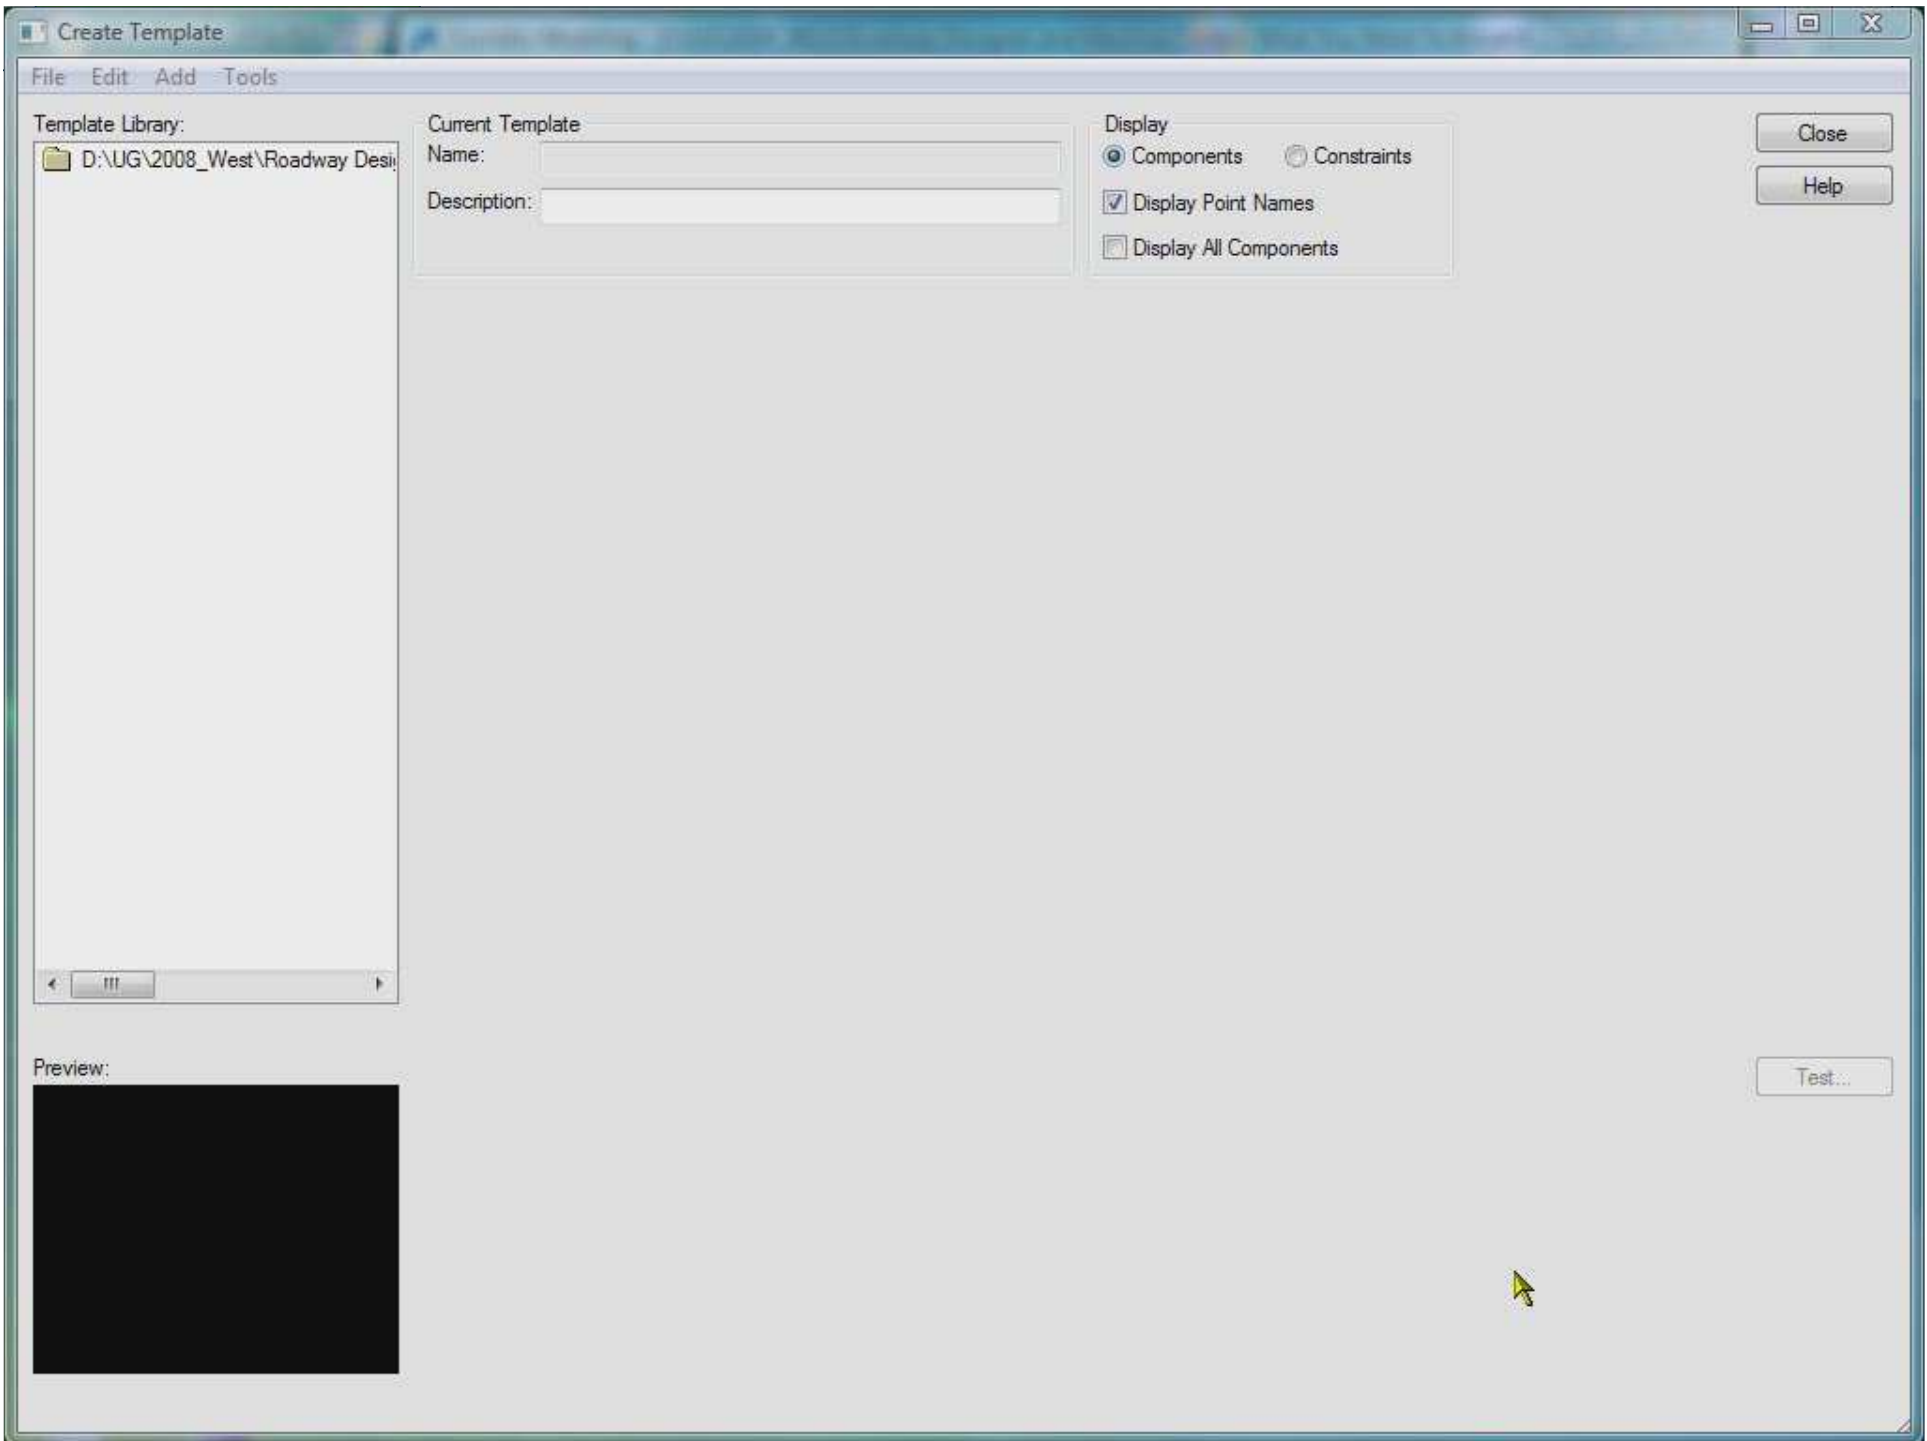 Create Template
File Edit Add Tools
Template Library:
D:\UG\2008_West\Roadway Desi
Current Template
Name:
Description:
Display
Components Constraints
Display Point Names
Display All Components
Close
Help
Preview:
Test...